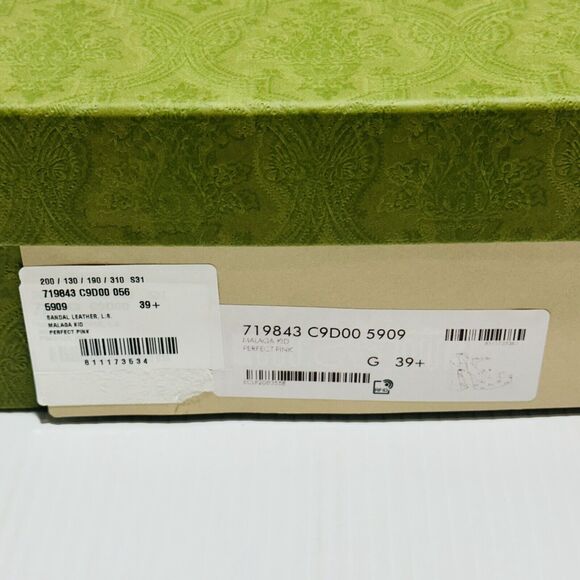 200 / 130 / 190 / 310 S31
719843 C9D00 056
5909 39+
SANDAL LEATHER, L.S.
MALAGA KID
PERFECT PINK
811173534
719843 C9D00 5909
MALAGA KID
PERFECT PINK
G 39+
RFID